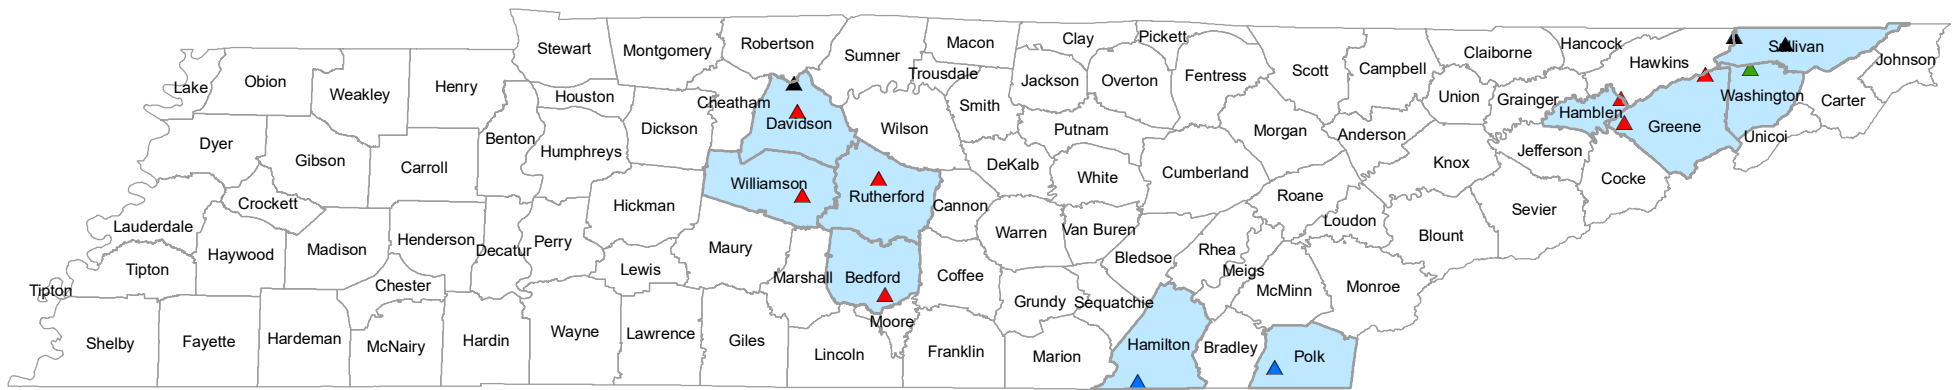 Stewart
Montgomery
Robertson
Sumner
Macon
Clay
Pickett
Scott
Campbell
Claiborne
Hancock
Hawkins
Sullivan
Johnson
Lake
Obion
Weakley
Henry
Houston
Cheatham
Trousdale
Smith
Jackson
Overton
Fentress
Union
Grainger
Hamblen
Greene
Washington
Carter
Unicoi
Dyer
Gibson
Carroll
Benton
Humphreys
Dickson
Davidson
Wilson
Putnam
DeKalb
White
Cumberland
Morgan
Anderson
Knox
Jefferson
Cocke
Lauderdale
Crockett
Haywood
Madison
Henderson
Decatur
Perry
Hickman
Williamson
Rutherford
Cannon
Warren
Van Buren
Bledsoe
Rhea
Roane
Loudon
Blount
Sevier
Tipton
Tipton
Chester
Lewis
Maury
Marshall
Bedford
Coffee
Grundy
Sequatchie
Meigs
McMinn
Monroe
Shelby
Fayette
Hardeman
McNairy
Hardin
Wayne
Lawrence
Giles
Lincoln
Moore
Franklin
Marion
Hamilton
Bradley
Polk